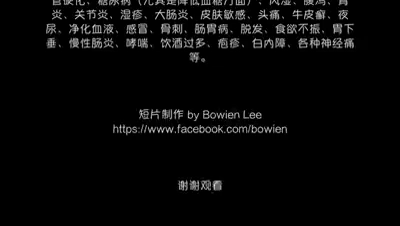 管硬化、糖尿病（尤其是降低血糖方面）、风湿、腹泻、胃
炎、关节炎、湿疹、大肠炎、皮肤敏感、头痛、牛皮癣、夜
尿、净化血液、感冒、骨刺、肠胃病、脱发、食欲不振、胃下
垂、慢性肠炎、哮喘、饮酒过多、疱疹、白内障、各种神经痛
等。
短片制作 by Bowien Lee
https://www.facebook.com/bowien
谢谢观看